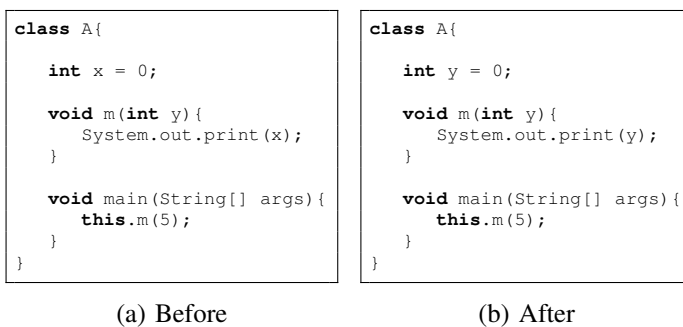 class A{
int x = 0;
void m(int y){
System.out.print(x);
}
void main(String[] args){
this.m(5);
}
}
(a) Before
class A{
int y = 0;
void m(int y){
System.out.print(y);
}
void main(String[] args){
this.m(5);
}
}
(b) After